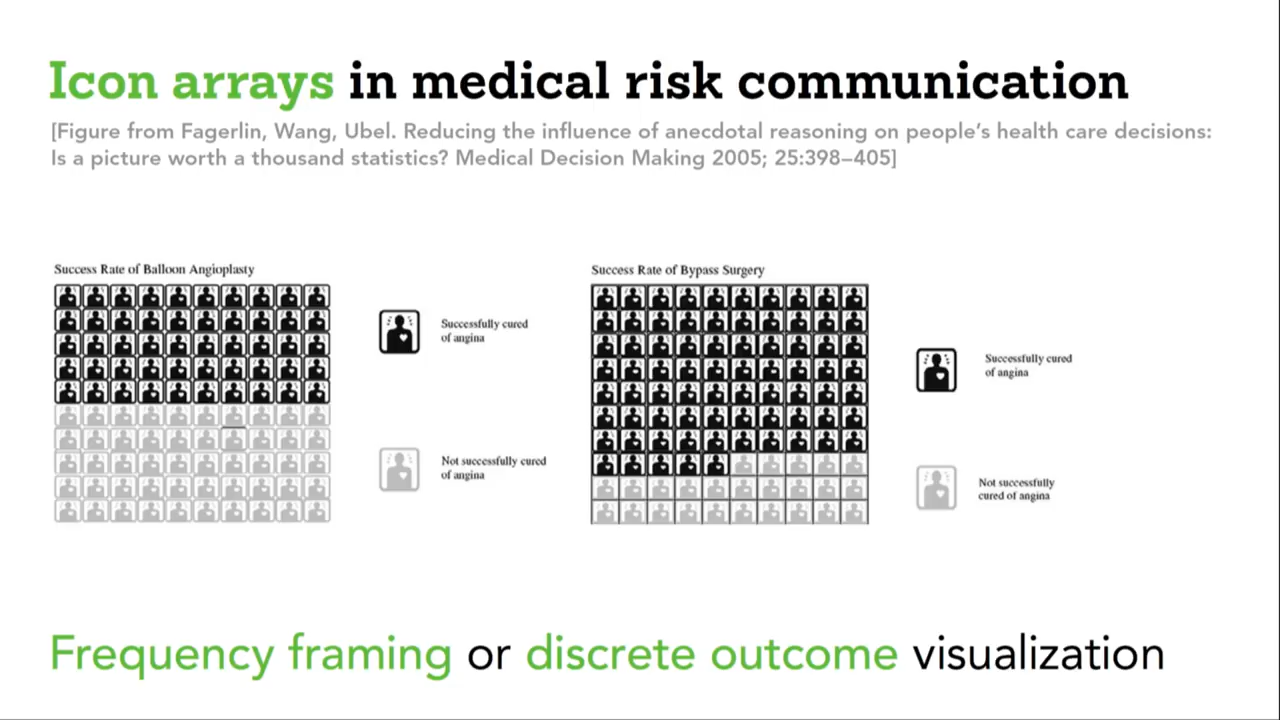 Icon arrays in medical risk communication
[Figure from Fagerlin, Wang, Ubel. Reducing the influence of anecdotal reasoning on people’s health care decisions:
Is a picture worth a thousand statistics? Medical Decision Making 2005; 25:398–405]
Success Rate of Balloon Angioplasty
Successfully cured
of angina
Not successfully cured
of angina
Success Rate of Bypass Surgery
Successfully cured
of angina
Not successfully
cured of angina
Frequency framing or discrete outcome visualization